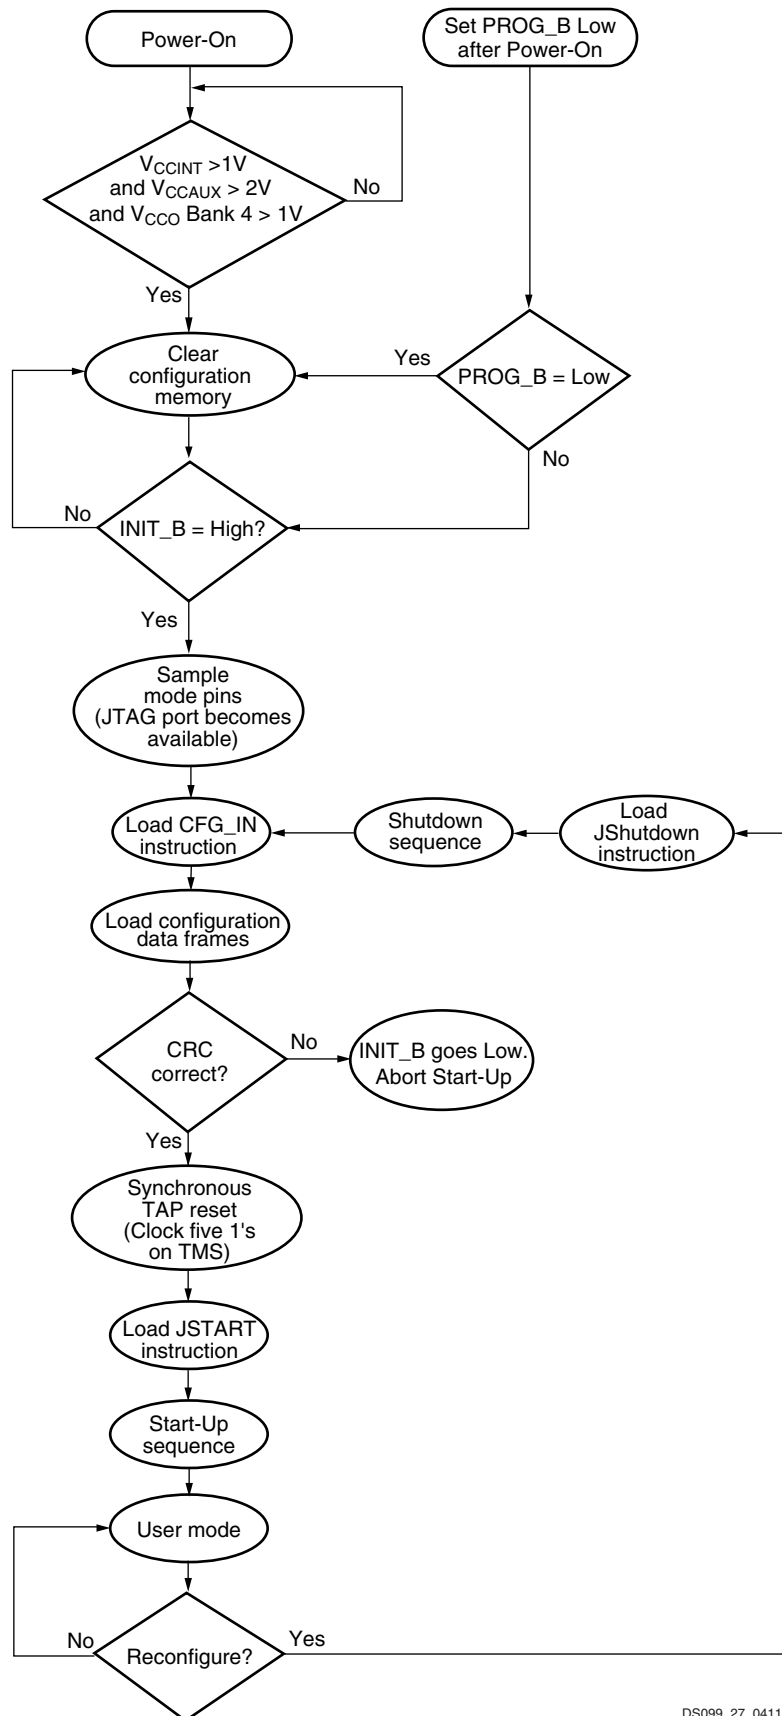 Power-On
Set PROG_B Low
after Power-On
VCCINT >1V
and VCCAUX > 2V
and VCCO Bank 4 > 1V
No
Yes
Clear
configuration
memory
Yes
PROG_B = Low
No
No
INIT_B = High?
Yes
Sample
mode pins
(JTAG port becomes
available)
Load CFG_IN
instruction
Shutdown
sequence
Load
JShutdown
instruction
Load configuration
data frames
CRC
correct?
No
INIT_B goes Low.
Abort Start-Up
Yes
Synchronous
TAP reset
(Clock five 1's
on TMS)
Load JSTART
instruction
Start-Up
sequence
User mode
No
Reconfigure?
Yes
DS099_27_0411